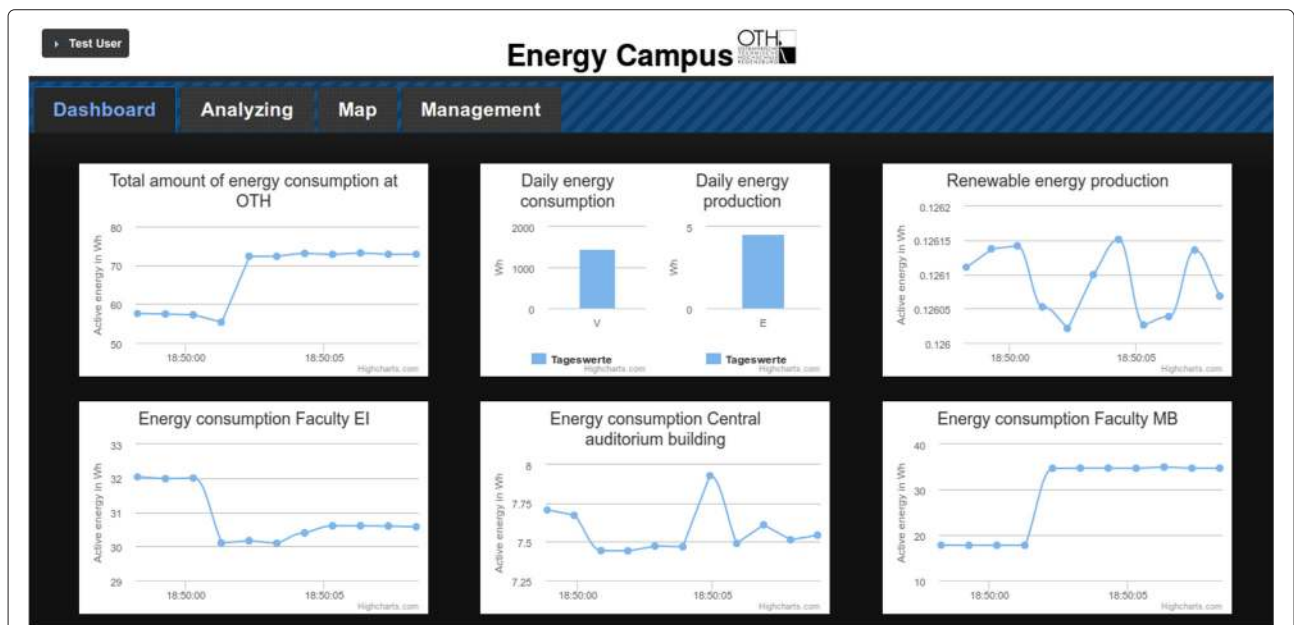 Test User
Energy Campus
OTH
Dashboard
Analyzing
Map
Management
Total amount of energy consumption at
OTH
Active energy in Wh
80
70
60
50
18:50:00
18:50:05
Highcharts.com
Daily energy
consumption
Wh
2000
1000
0
V
Tageswerte
Highcharts.com
Daily energy
production
Wh
5
0
E
Tageswerte
Highcharts.com
Renewable energy production
Active energy in Wh
0.1262
0.12615
0.1261
0.12605
0.126
18:50:00
18:50:05
Highcharts.com
Energy consumption Faculty EI
Active energy in Wh
33
32
31
30
29
18:50:00
18:50:05
Highcharts.com
Energy consumption Central
auditorium building
Active energy in Wh
8
7.75
7.5
7.25
18:50:00
18:50:05
Highcharts.com
Energy consumption Faculty MB
Active energy in Wh
40
30
20
10
18:50:00
18:50:05
Highcharts.com